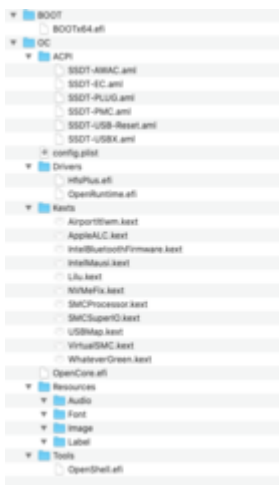 BOOT
BOOTx64.efi
OC
ACPI
SSDT-AWAC.aml
SSDT-EC.aml
SSDT-PLUG.aml
SSDT-PMC.aml
SSDT-USB-Reset.aml
SSDT-USBX.aml
config.plist
Drivers
HfsPlus.efi
OpenRuntime.efi
Kexts
AirportItlwm.kext
AppleALC.kext
IntelBluetoothFirmware.kext
IntelMausi.kext
Lilu.kext
NVMeFix.kext
SMCProcessor.kext
SMCSuperIO.kext
USBMap.kext
VirtualSMC.kext
WhateverGreen.kext
OpenCore.efi
Resources
Audio
Font
Image
Label
Tools
OpenShell.efi